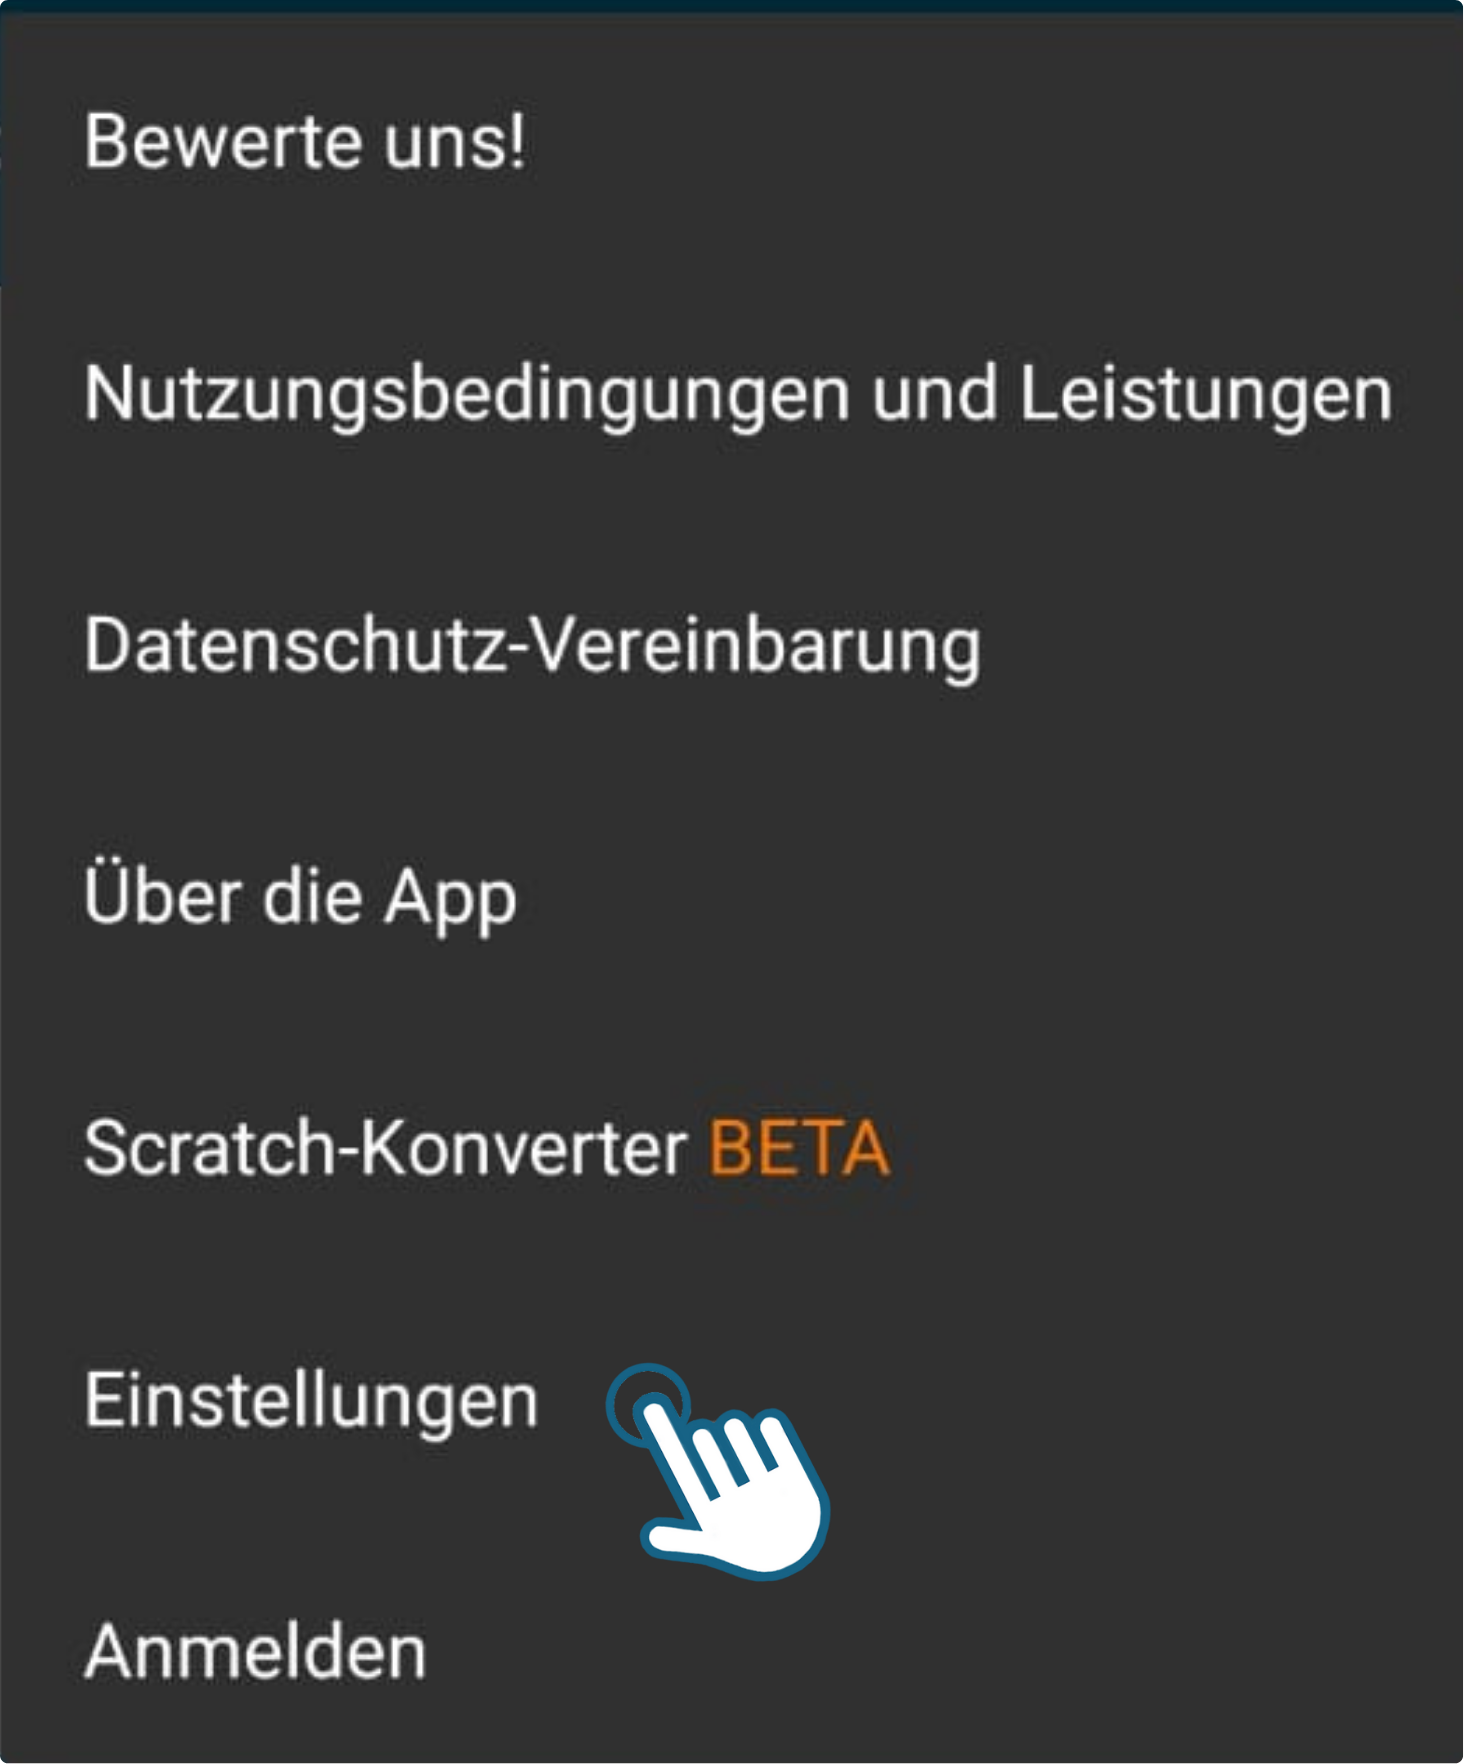 Bewerte uns!
Nutzungsbedingungen und Leistungen
Datenschutz-Vereinbarung
Über die App
Scratch-Konverter BETA
Einstellungen
Anmelden